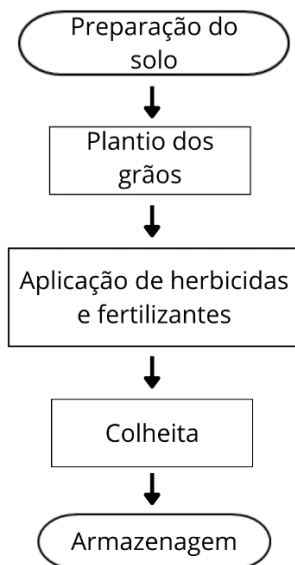 Preparação do
solo
Plantio dos
grãos
Aplicação de herbicidas
e fertilizantes
Colheita
Armazenagem